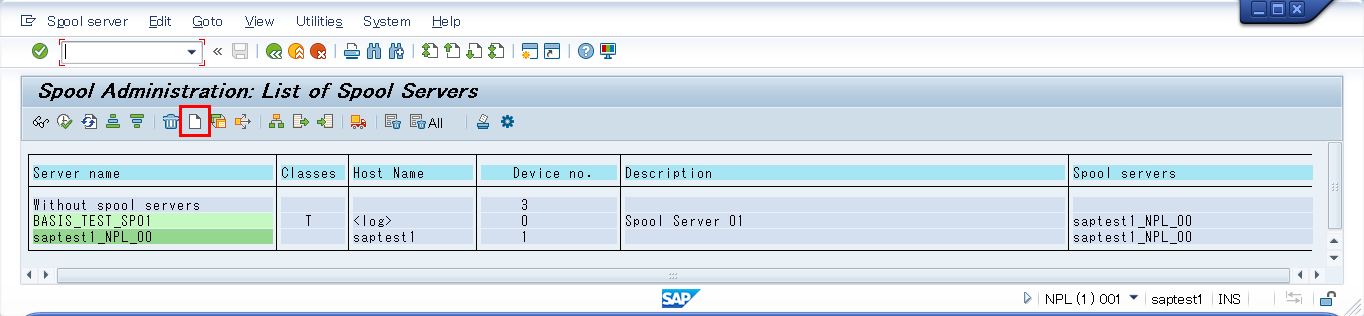 Spool server Edit Goto View Utilities System Help
«
Spool Administration: List of Spool Servers
All
Server name Classes Host Name Device no. Description Spool servers
Without spool servers 3
BASIS_TEST_SP01 T <log> 0 Spool Server 01 saptest1_NPL_00
saptest1_NPL_00 saptest1 1 saptest1_NPL_00
SAP NPL (1) 001 saptest1 INS